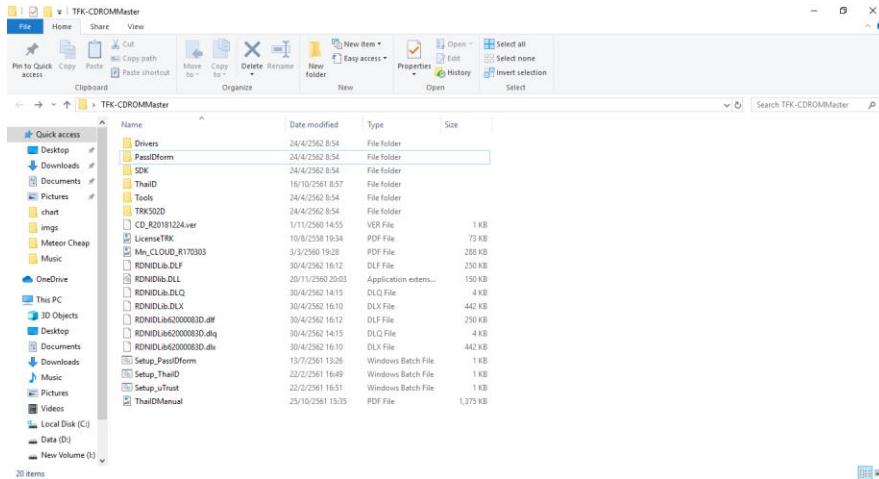 TFK-CDROMMaster
File Home Share View
Pin to Quick access
Copy
Paste
Cut
Copy path
Paste shortcut
Clipboard
Move to
Copy to
Delete
Rename
Organize
New folder
New item
Easy access
New
Properties
Open
Edit
History
Open
Select all
Select none
Invert selection
Select
TFK-CDROMMaster
Search TFK-CDROMMaster
Quick access
Desktop
Downloads
Documents
Pictures
chart
imgs
Meteor Cheap
Music
OneDrive
This PC
3D Objects
Desktop
Documents
Downloads
Music
Pictures
Videos
Local Disk (C:)
Data (D:)
New Volume (I:)
Name Date modified Type Size
Drivers 24/4/2562 8:54 File folder
PassIDform 24/4/2562 8:54 File folder
SDK 24/4/2562 8:54 File folder
ThaiID 16/10/2561 8:57 File folder
Tools 24/4/2562 8:54 File folder
TRK502D 24/4/2562 8:54 File folder
CD_R20181224.ver 1/11/2560 14:55 VER File 1 KB
LicenseTRK 10/8/2558 19:34 PDF File 73 KB
Mn_CLOUD_R170303 3/3/2560 19:28 PDF File 288 KB
RDNIDLib.DLF 30/4/2562 16:12 DLF File 250 KB
RDNIDlib.DLL 20/11/2560 20:03 Application extens... 150 KB
RDNIDLib.DLQ 30/4/2562 14:15 DLQ File 4 KB
RDNIDLib.DLX 30/4/2562 16:10 DLX File 442 KB
RDNIDLib62000083D.dlf 30/4/2562 16:12 DLF File 250 KB
RDNIDLib62000083D.dlq 30/4/2562 14:15 DLQ File 4 KB
RDNIDLib62000083D.dlx 30/4/2562 16:10 DLX File 442 KB
Setup_PassIDform 13/7/2561 13:26 Windows Batch File 1 KB
Setup_ThaiID 22/2/2561 16:49 Windows Batch File 1 KB
Setup_uTrust 22/2/2561 16:51 Windows Batch File 1 KB
ThaiIDManual 25/10/2561 15:35 PDF File 1,375 KB
20 items